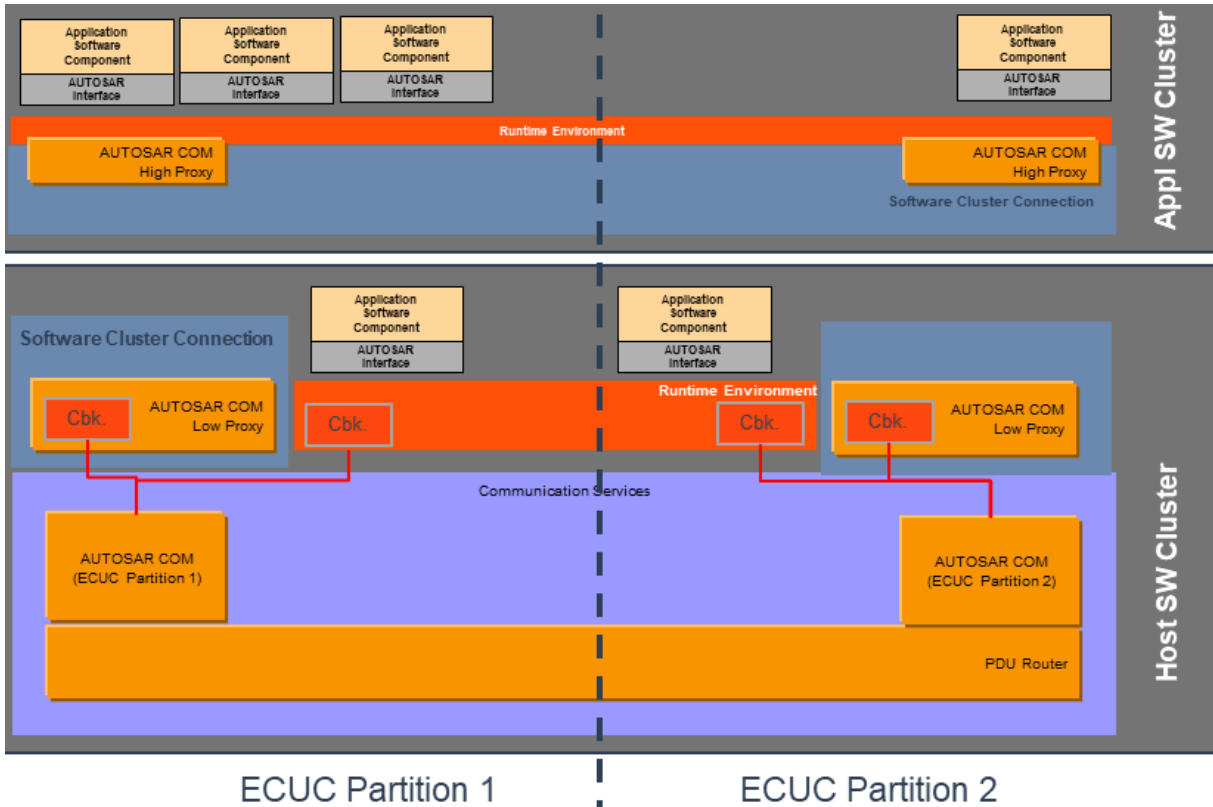 Application
Software
Component
AUTOSAR
Interface
Application
Software
Component
AUTOSAR
Interface
Application
Software
Component
AUTOSAR
Interface
Application
Software
Component
AUTOSAR
Interface
Runtime Environment
AUTOSAR COM
High Proxy
AUTOSAR COM
High Proxy
Software Cluster Connection
Appl SW Cluster
Application
Software
Component
AUTOSAR
Interface
Application
Software
Component
AUTOSAR
Interface
Software Cluster Connection
Runtime Environment
Cbk.
AUTOSAR COM
Low Proxy
Cbk.
Cbk.
Cbk.
AUTOSAR COM
Low Proxy
Communication Services
AUTOSAR COM
(ECUC Partition 1)
AUTOSAR COM
(ECUC Partition 2)
PDU Router
Host SW Cluster
ECUC Partition 1
ECUC Partition 2